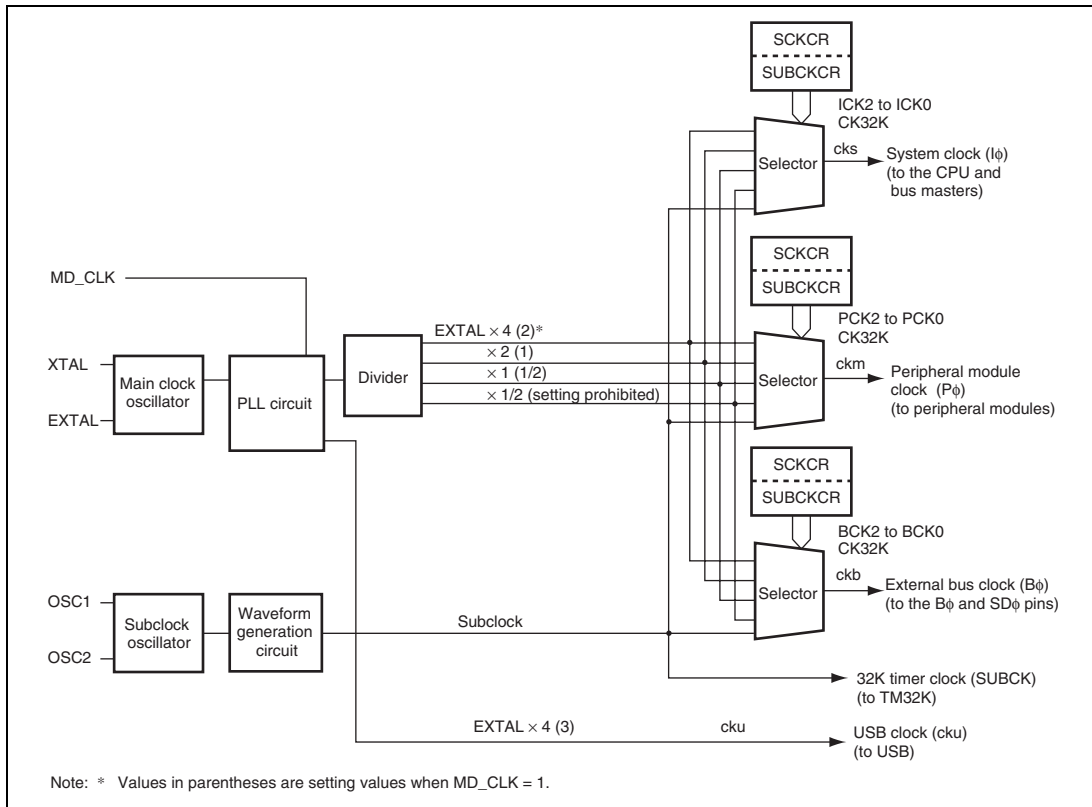 SCKCR
SUBCKCR
ICK2 to ICK0
CK32K
Selector
cks
System clock (Iϕ)
(to the CPU and
bus masters)
SCKCR
SUBCKCR
PCK2 to PCK0
CK32K
Selector
ckm
Peripheral module
clock (Pϕ)
(to peripheral modules)
SCKCR
SUBCKCR
BCK2 to BCK0
CK32K
Selector
ckb
External bus clock (Bϕ)
(to the Bϕ and SDϕ pins)
MD_CLK
XTAL
EXTAL
Main clock
oscillator
PLL circuit
Divider
EXTAL × 4 (2)*
× 2 (1)
× 1 (1/2)
× 1/2 (setting prohibited)
OSC1
OSC2
Subclock
oscillator
Waveform
generation
circuit
Subclock
32K timer clock (SUBCK)
(to TM32K)
EXTAL × 4 (3)
cku
USB clock (cku)
(to USB)
Note: * Values in parentheses are setting values when MD_CLK = 1.